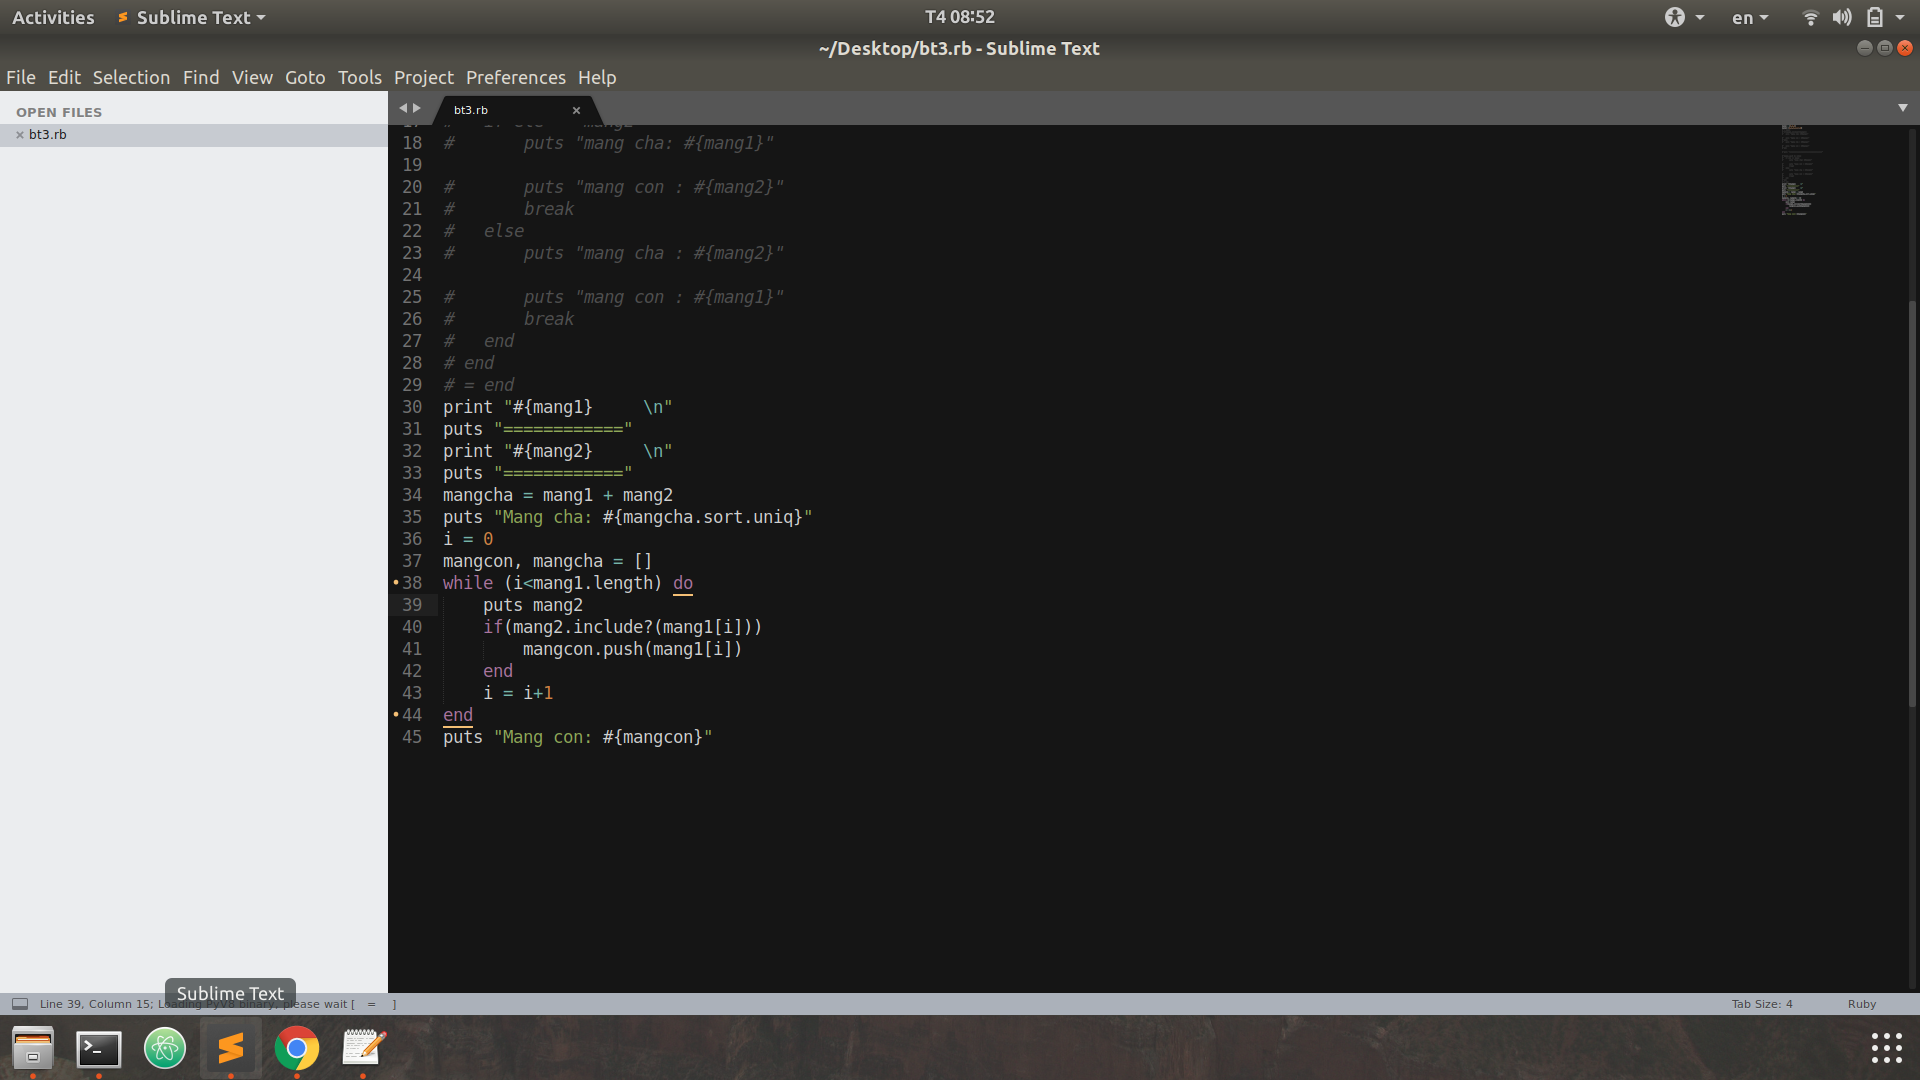 Activities Sublime Text T4 08:52 en
~/Desktop/bt3.rb - Sublime Text
File Edit Selection Find View Goto Tools Project Preferences Help
OPEN FILES
bt3.rb
bt3.rb
18 #       puts "mang cha: #{mang1}"
19
20 #       puts "mang con : #{mang2}"
21 #       break
22 #   else
23 #       puts "mang cha : #{mang2}"
24
25 #       puts "mang con : #{mang1}"
26 #       break
27 #   end
28 # end
29 # = end
30 print "#{mang1}     \n"
31 puts "============"
32 print "#{mang2}     \n"
33 puts "============"
34 mangcha = mang1 + mang2
35 puts "Mang cha: #{mangcha.sort.uniq}"
36 i = 0
37 mangcon, mangcha = []
38 while (i<mang1.length) do
39     puts mang2
40     if(mang2.include?(mang1[i]))
41         mangcon.push(mang1[i])
42     end
43     i = i+1
44 end
45 puts "Mang con: #{mangcon}"
Sublime Text
Line 39, Column 15; binary, please wait [   =   ] Tab Size: 4 Ruby